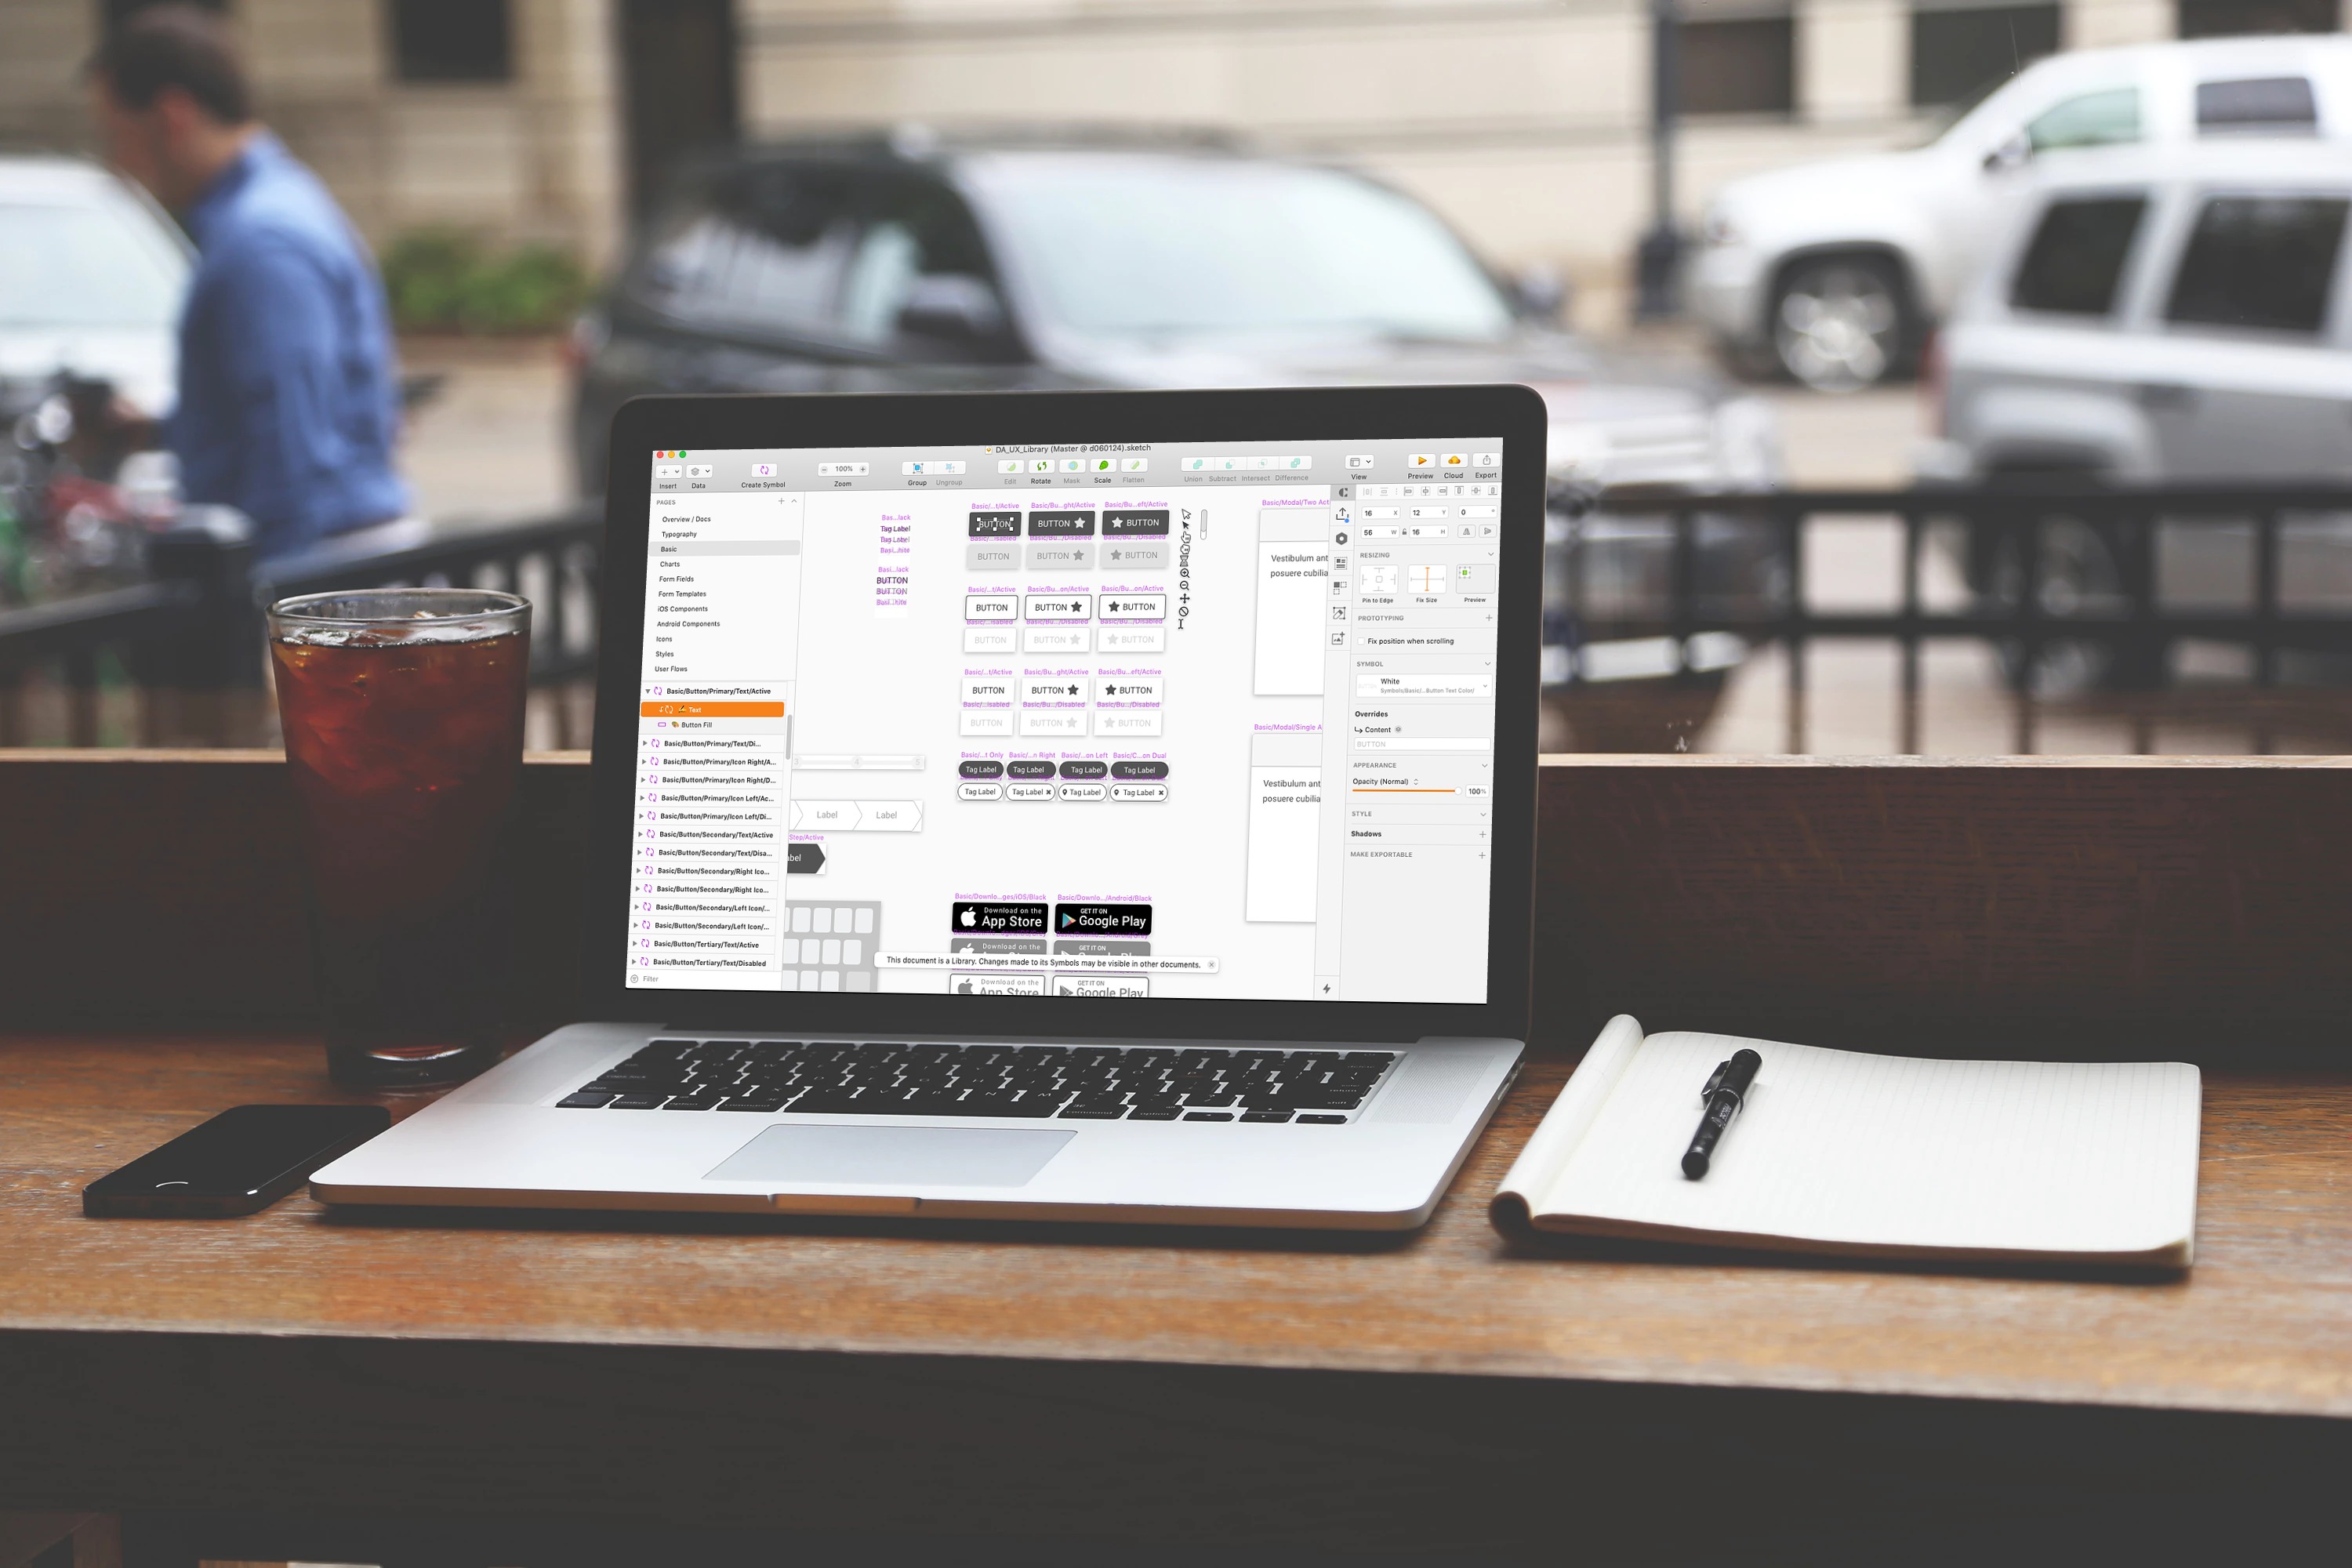 DA_UX_Library (Master @ d060124).sketch
Insert Data Create Symbol 100% Zoom Group Ungroup Edit Rotate Mask Scale Flatten Union Subtract Intersect Difference View Preview Cloud Export
PAGES
Overview / Docs
Typography
Basic
Charts
Form Fields
Form Templates
iOS Components
Android Components
Icons
Styles
User Flows
Basic/Button/Primary/Text/Active
Text
Button Fill
Basic/Button/Primary/Text/Di...
Basic/Button/Primary/Icon Right/A...
Basic/Button/Primary/Icon Right/D...
Basic/Button/Primary/Icon Left/Ac...
Basic/Button/Primary/Icon Left/Di...
Basic/Button/Secondary/Text/Active
Basic/Button/Secondary/Text/Disa...
Basic/Button/Secondary/Right Ico...
Basic/Button/Secondary/Right Ico...
Basic/Button/Secondary/Left Icon/...
Basic/Button/Secondary/Left Icon/...
Basic/Button/Tertiary/Text/Active
Basic/Button/Tertiary/Text/Disabled
Filter
Bas...lack
Tag Label
Tag Label
Basi...lack
BUTTON
BUTTON
Basic/...t/Active Basic/Bu...ght/Active Basic/Bu...eft/Active
BUTTON BUTTON BUTTON
BUTTON BUTTON BUTTON
Basic/...t/Active Basic/Bu...on/Active Basic/Bu...on/Active
BUTTON BUTTON BUTTON
BUTTON BUTTON BUTTON
Basic/...t/Active Basic/Bu...ght/Active Basic/Bu...eft/Active
BUTTON BUTTON BUTTON
BUTTON BUTTON BUTTON
Basic/...t Only Basic/...n Right Basic/...on Left Basic/C...on Dual
Tag Label Tag Label Tag Label Tag Label
Tag Label Tag Label Tag Label Tag Label
Label Label
Step/Active
Basic/Downlo...ges/iOS/Black Basic/Downlo.../Android/Black
Download on the
App Store
GET IT ON
Google Play
Download on the
GET IT ON
This document is a Library. Changes made to its Symbols may be visible in other documents.
Download on the
App Store
GET IT ON
Google Play
Basic/Modal/Two Act
Vestibulum ant
posuere cubilia
Basic/Modal/Single A
Vestibulum ant
posuere cubilia
16 X 12 Y 0
56 W 16 H
RESIZING
Pin to Edge Fix Size Preview
PROTOTYPING
Fix position when scrolling
SYMBOL
White
Symbols/Basic/...Button Text Color/
Overrides
Content
BUTTON
APPEARANCE
Opacity (Normal)
100%
STYLE
Shadows
MAKE EXPORTABLE